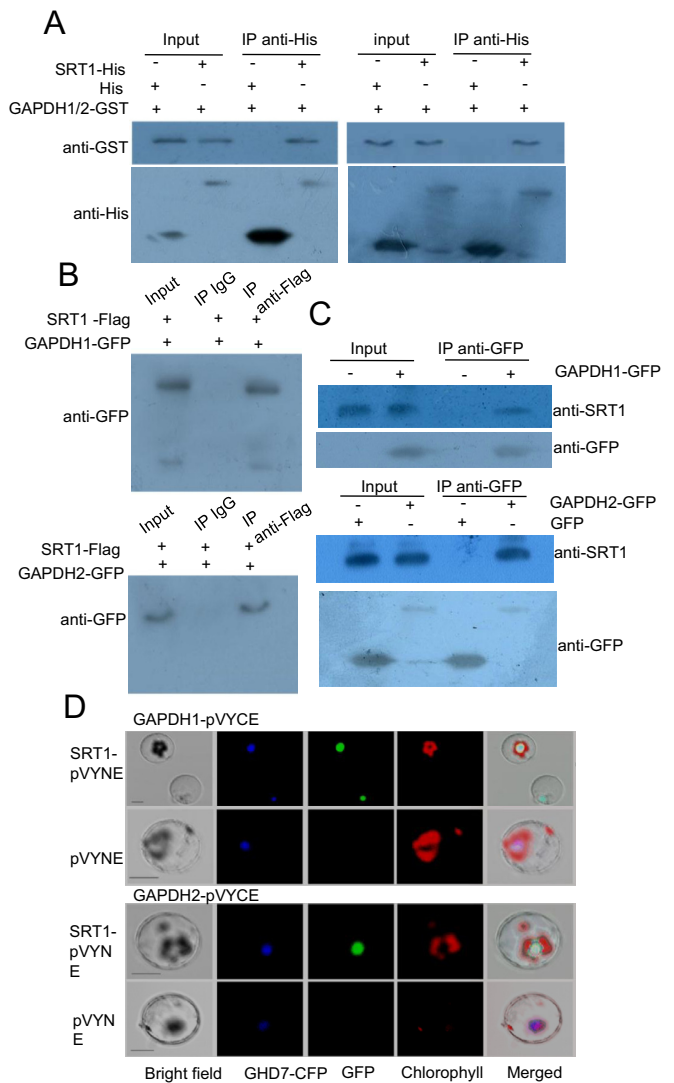 A
Input IP anti-His input IP anti-His
SRT1-His - + - + - + - +
His + - + - + - + -
GAPDH1/2-GST + + + + + + + +
anti-GST
anti-His
B
Input IP IgG IP anti-Flag
SRT1 -Flag + + +
GAPDH1-GFP + + +
anti-GFP
Input IP IgG IP anti-Flag
SRT1-Flag + + +
GAPDH2-GFP + + +
anti-GFP
C
Input IP anti-GFP
- + - + GAPDH1-GFP
anti-SRT1
anti-GFP
Input IP anti-GFP
- + - + GAPDH2-GFP
+ - + - GFP
anti-SRT1
anti-GFP
D
GAPDH1-pVYCE
SRT1-
pVYNE
pVYNE
GAPDH2-pVYCE
SRT1-
pVYN
E
pVYN
E
Bright field GHD7-CFP GFP Chlorophyll Merged